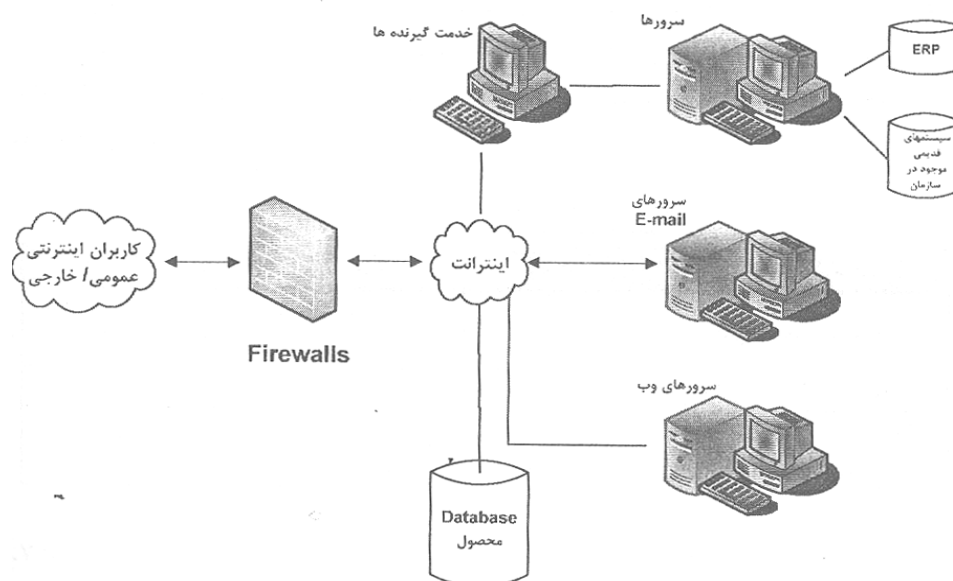 خدمت گیرنده ها
سرورها
ERP
سیستمهای
قدیمی
موجود در
سازمان
سرورهای
E-mail
کاربران اینترنتی
عمومی/ خارجی
اینترانت
Firewalls
سرورهای وب
Database
محصول